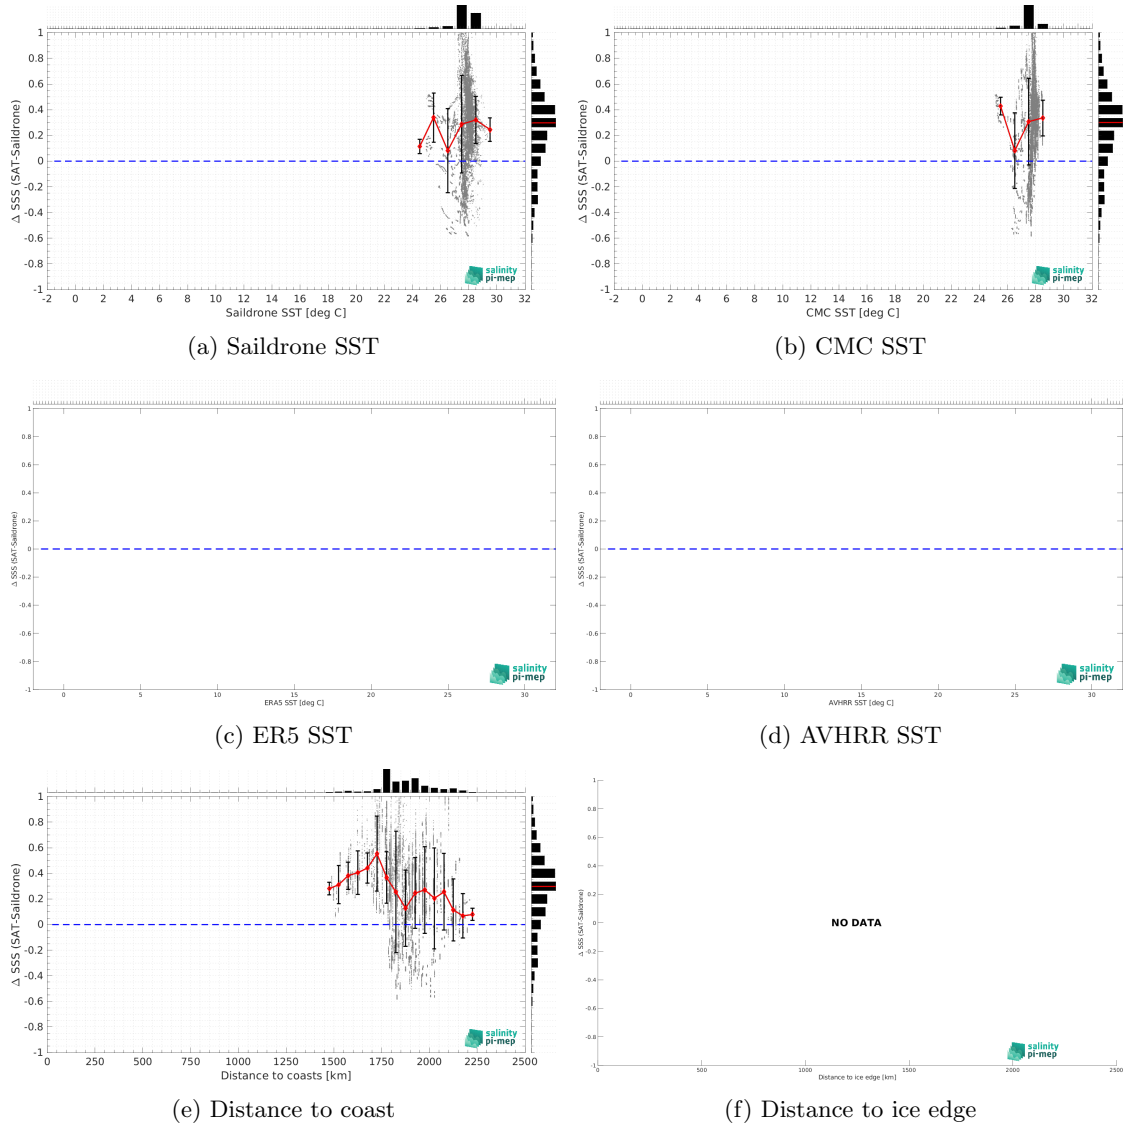 1
0.8
0.6
0.4
0.2
0
-0.2
-0.4
-0.6
-0.8
-1
Δ SSS (SAT-Saildrone)
salinity
pi-mep
-2 0 2 4 6 8 10 12 14 16 18 20 22 24 26 28 30 32
Saildrone SST [deg C]
(a) Saildrone SST
1
0.8
0.6
0.4
0.2
0
-0.2
-0.4
-0.6
-0.8
-1
Δ SSS (SAT-Saildrone)
salinity
pi-mep
-2 0 2 4 6 8 10 12 14 16 18 20 22 24 26 28 30 32
CMC SST [deg C]
(b) CMC SST
1
0.8
0.6
0.4
0.2
0
-0.2
-0.4
-0.6
-0.8
-1
Δ SSS (SAT-Saildrone)
salinity
pi-mep
0 5 10 15 20 25 30
ERA5 SST [deg C]
(c) ER5 SST
1
0.8
0.6
0.4
0.2
0
-0.2
-0.4
-0.6
-0.8
-1
Δ SSS (SAT-Saildrone)
salinity
pi-mep
0 5 10 15 20 25 30
AVHRR SST [deg C]
(d) AVHRR SST
1
0.8
0.6
0.4
0.2
0
-0.2
-0.4
-0.6
-0.8
-1
Δ SSS (SAT-Saildrone)
salinity
pi-mep
0 250 500 750 1000 1250 1500 1750 2000 2250 2500
Distance to coasts [km]
(e) Distance to coast
1
0.8
0.6
0.4
0.2
0
-0.2
-0.4
-0.6
-0.8
-1
Δ SSS (SAT-Saildrone)
NO DATA
salinity
pi-mep
0 500 1000 1500 2000 2500
Distance to ice edge [km]
(f) Distance to ice edge